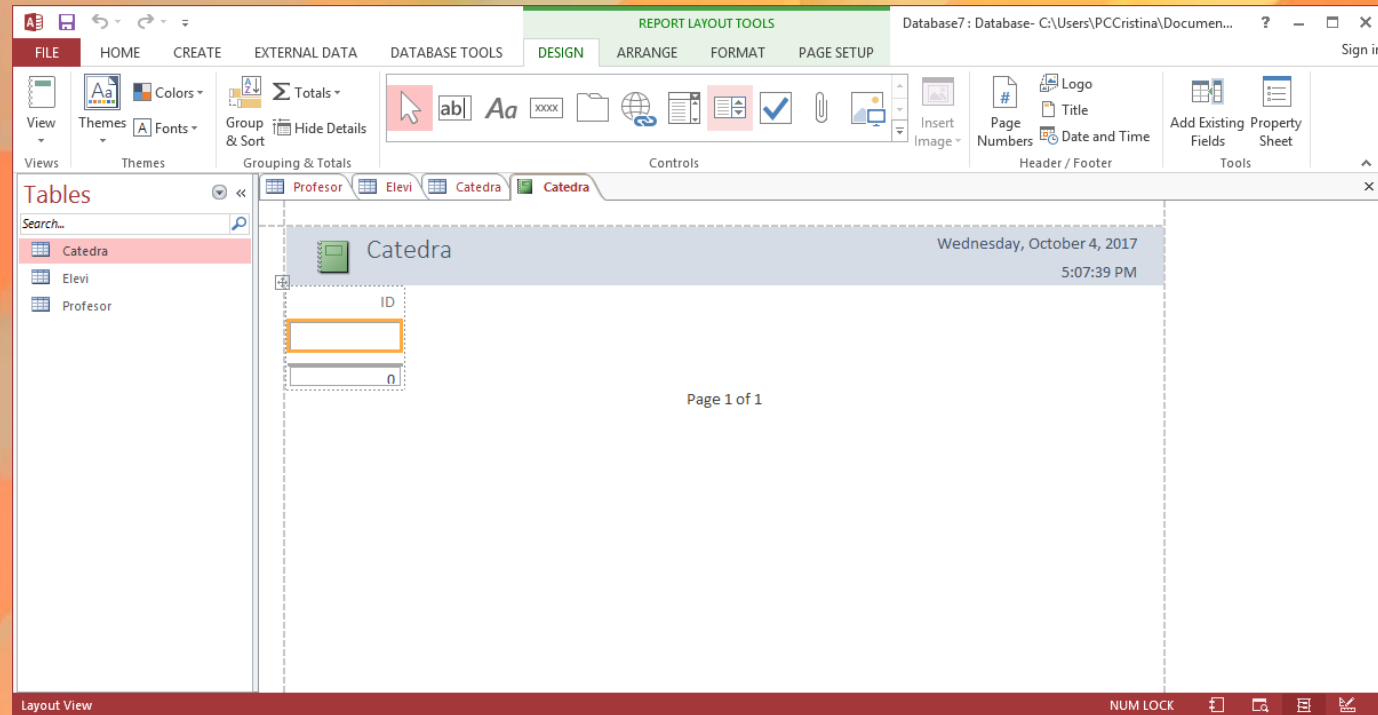 REPORT LAYOUT TOOLS
Database7 : Database- C:\Users\PCCristina\Documen... ?
FILE HOME CREATE EXTERNAL DATA DATABASE TOOLS DESIGN ARRANGE FORMAT PAGE SETUP Sign in
View
Views
Aa
Themes
Colors
A Fonts
Themes
Group & Sort
Σ Totals
Hide Details
Grouping & Totals
ab| Aa xxxx
Controls
Insert Image
# Page Numbers
Logo
Title
Date and Time
Header / Footer
Add Existing Fields
Property Sheet
Tools
Tables «
Search...
Catedra
Elevi
Profesor
Profesor Elevi Catedra Catedra
Catedra
Wednesday, October 4, 2017
5:07:39 PM
ID
0
Page 1 of 1
Layout View
NUM LOCK